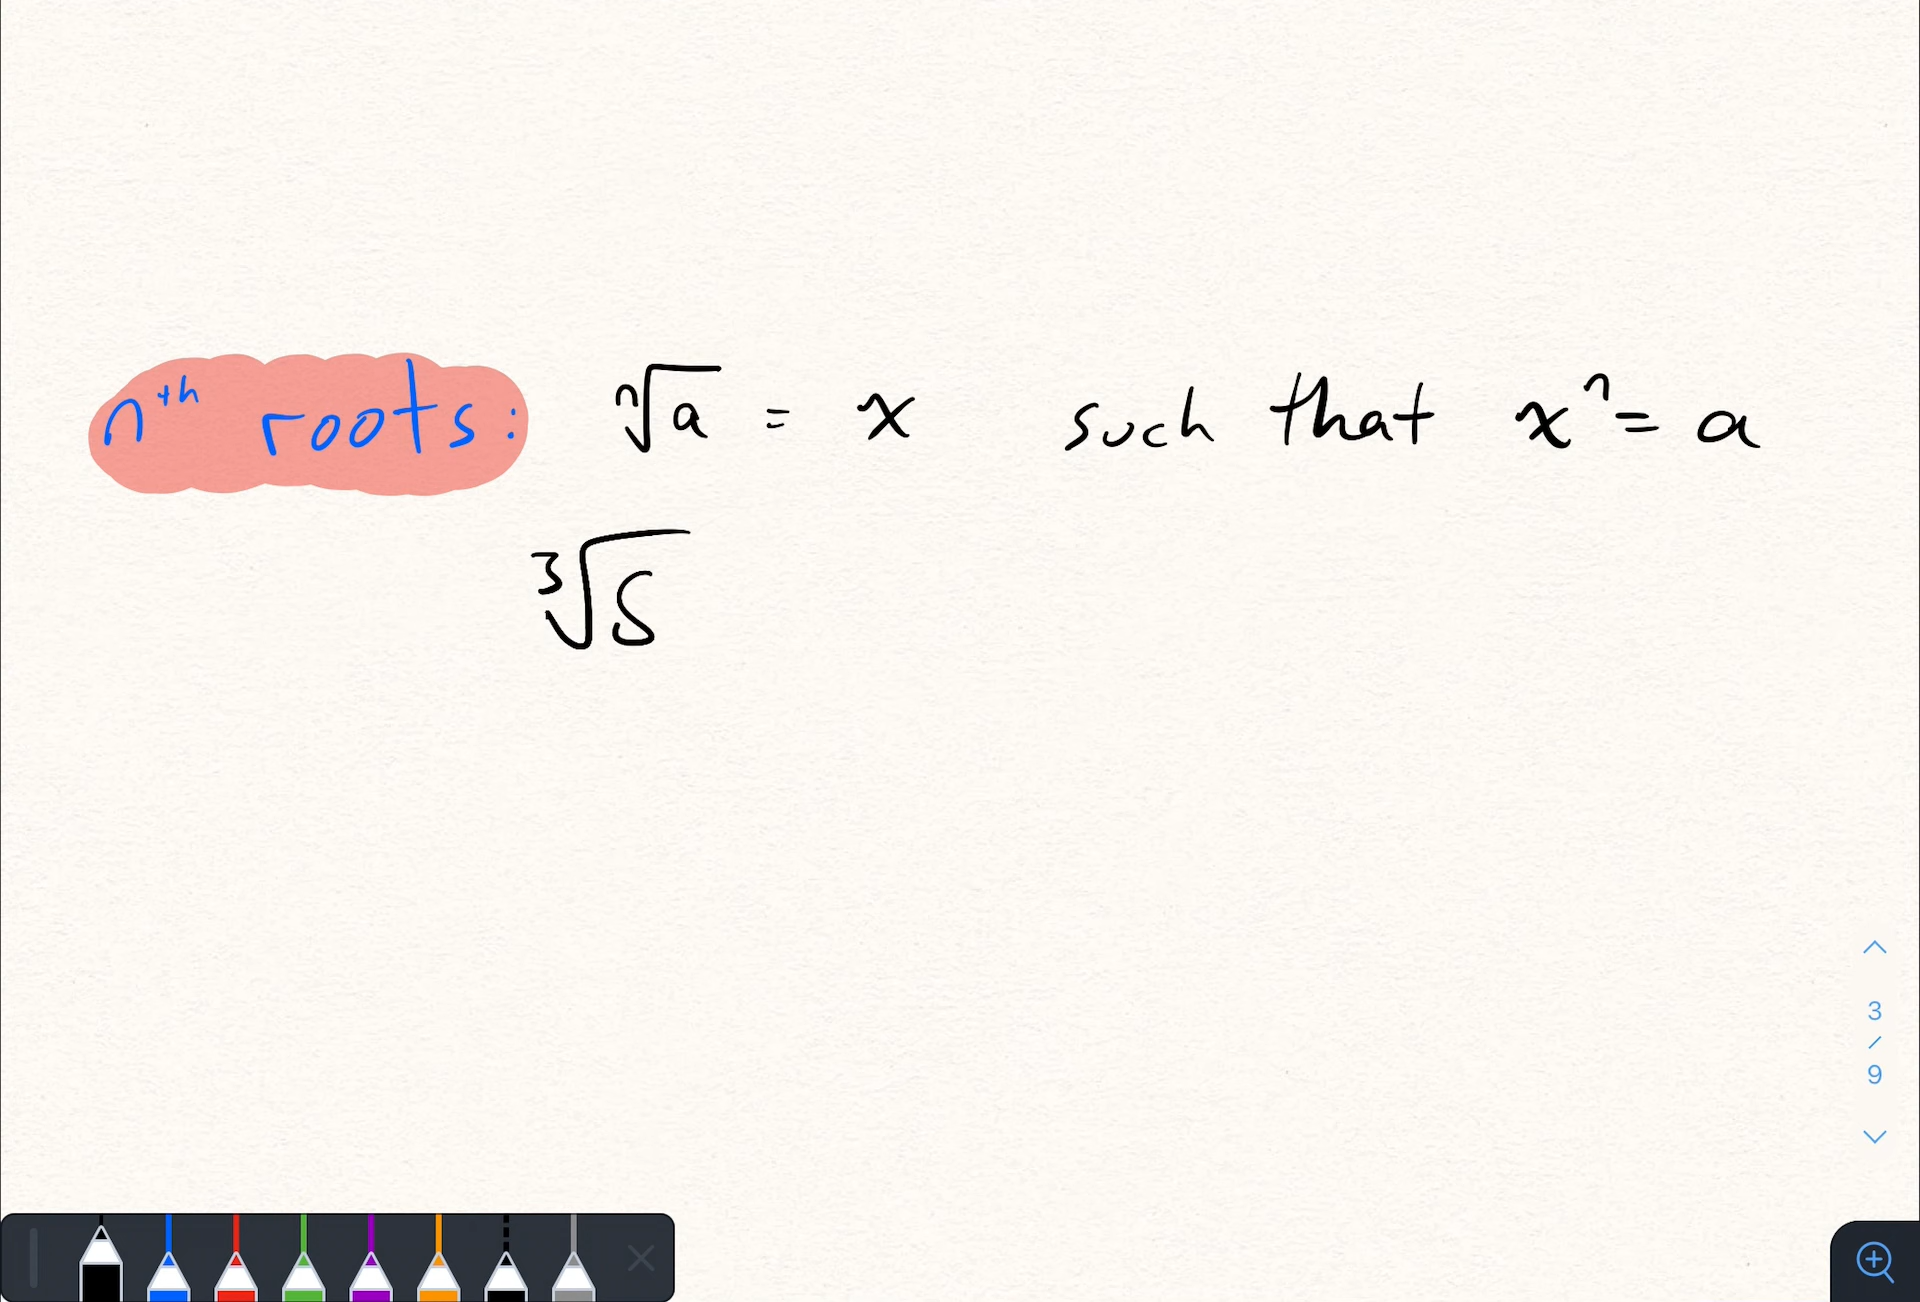 nᵗʰ roots: ⁿ√a = x such that xⁿ = a
³√5
3
/
9